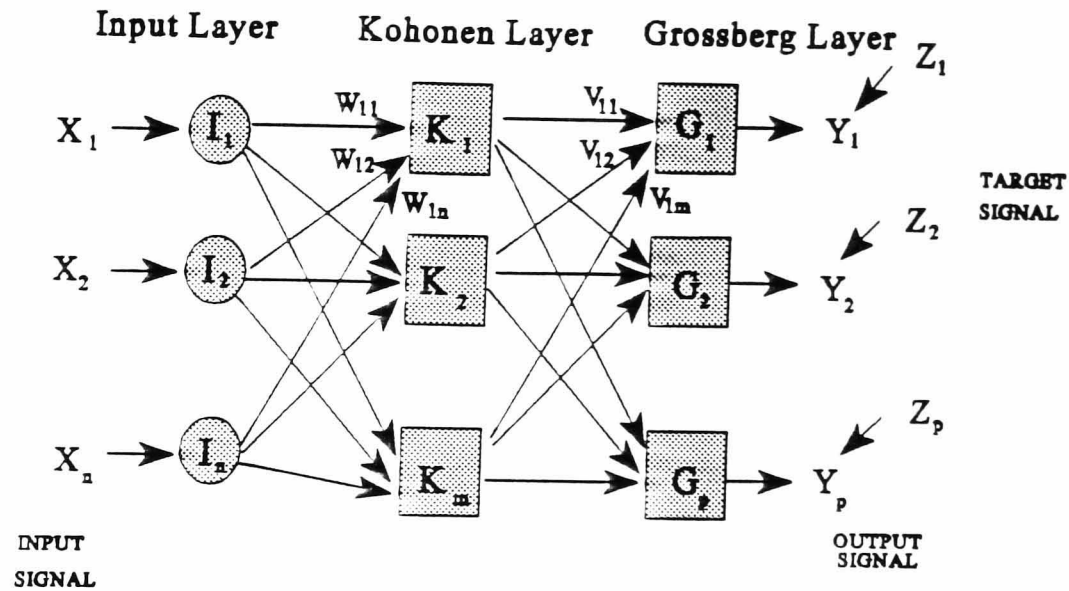 Input Layer Kohonen Layer Grossberg Layer
Z1
X1 I1 W11 K1 V11 G1 Y1
W12 V12
W1n V1m
TARGET
SIGNAL
Z2
X2 I2 K2 G2 Y2
Zp
Xn In Km Gp Yp
INPUT
SIGNAL
OUTPUT
SIGNAL